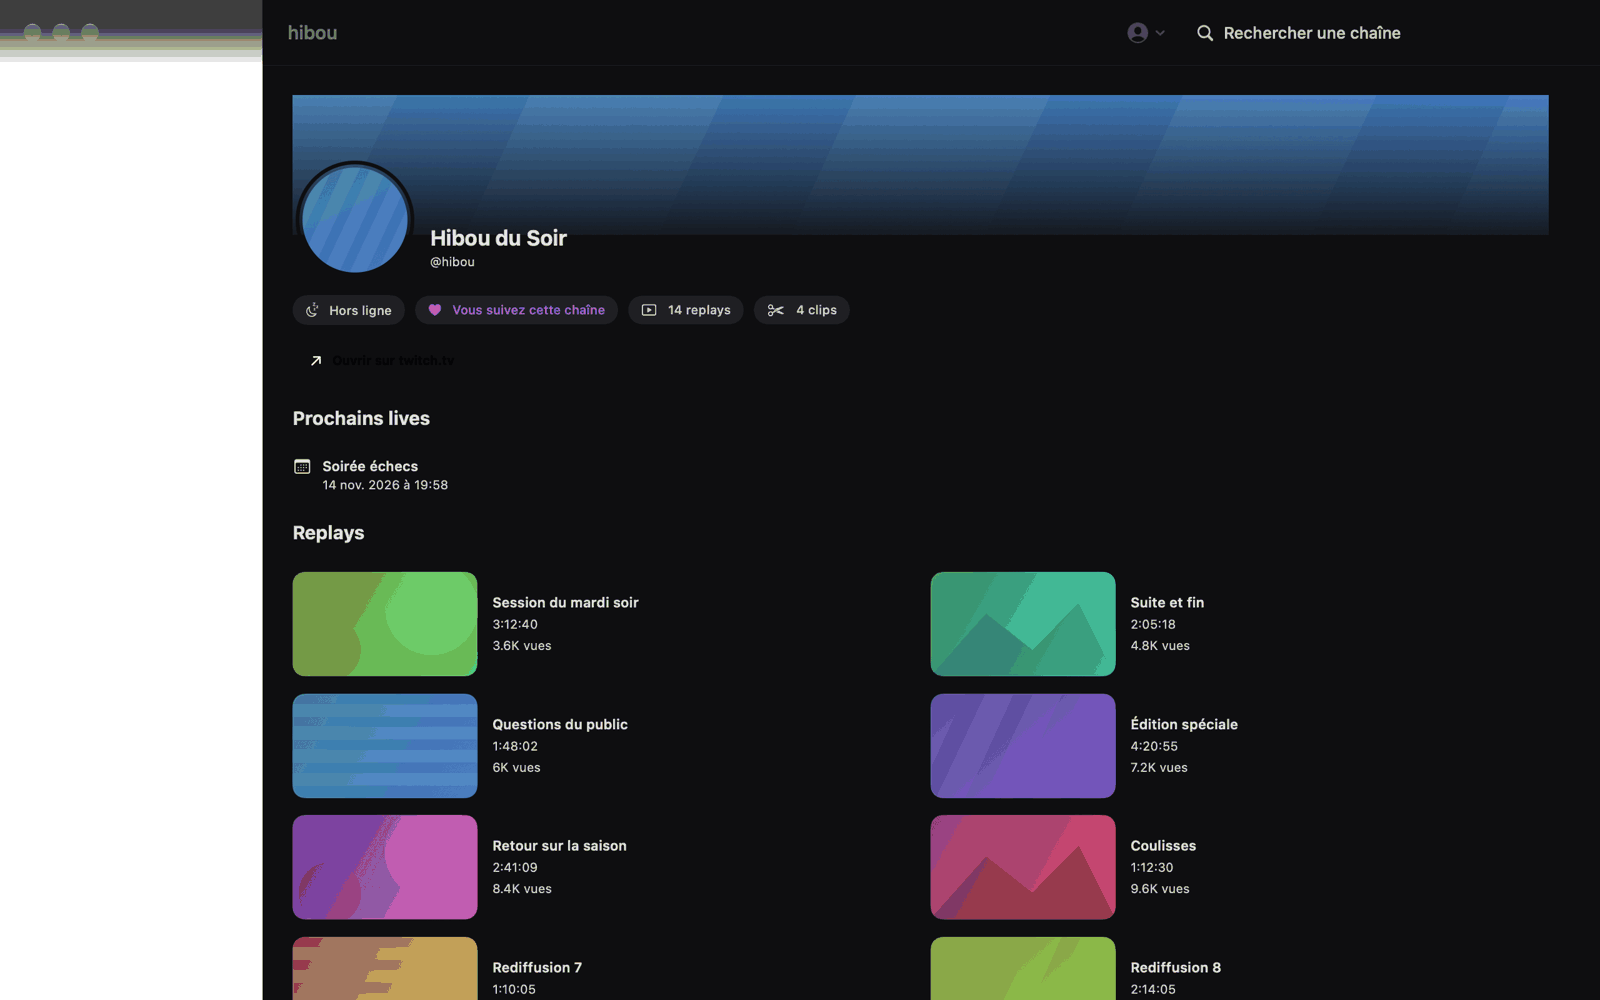 hibou
Rechercher une chaîne
Hibou du Soir
@hibou
Hors ligne
Vous suivez cette chaîne
14 replays
4 clips
Ouvrir sur twitch.tv
Prochains lives
Soirée échecs
14 nov. 2026 à 19:58
Replays
Session du mardi soir
3:12:40
3.6K vues
Suite et fin
2:05:18
4.8K vues
Questions du public
1:48:02
6K vues
Édition spéciale
4:20:55
7.2K vues
Retour sur la saison
2:41:09
8.4K vues
Coulisses
1:12:30
9.6K vues
Rediffusion 7
1:10:05
Rediffusion 8
2:14:05